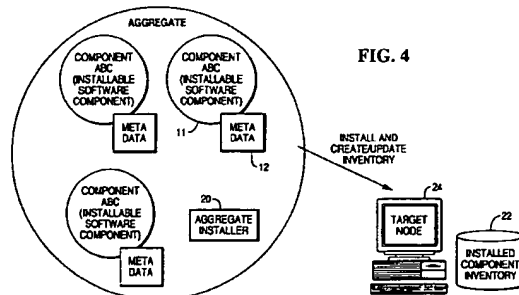 AGGREGATE
FIG. 4
COMPONENT
ABC
(INSTALLABLE
SOFTWARE
COMPONENT)
META
DATA
COMPONENT
ABC
(INSTALLABLE
SOFTWARE
COMPONENT)
11
META
DATA
12
INSTALL AND
CREATE/UPDATE
INVENTORY
COMPONENT
ABC
(INSTALLABLE
SOFTWARE
COMPONENT)
META
DATA
20
AGGREGATE
INSTALLER
24
TARGET
NODE
22
INSTALLED
COMPONENT
INVENTORY